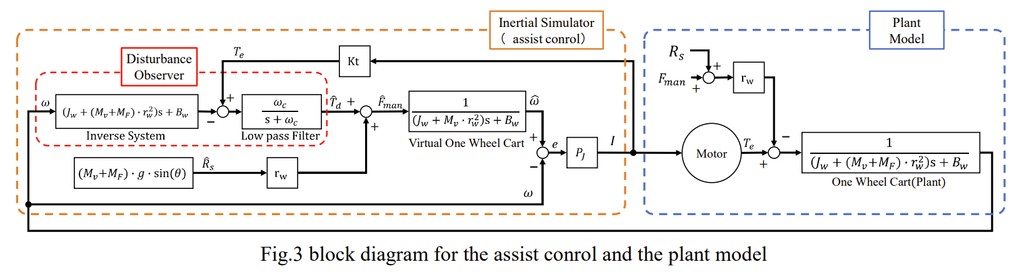 Inertial Simulator
( assist conrol)
Plant
Model
Disturbance
Observer
T_e
Kt
R_s
+
F_man
+
r_w
ω
(J_w + (M_v+M_F)·r_w^2)s + B_w
Inverse System
+
−
ω_c
s + ω_c
Low pass Filter
T̂_d
+
+
F̂_man
1
(J_w + M_v·r_w^2)s + B_w
Virtual One Wheel Cart
ω̂
+
−
e
P_J
I
Motor
T_e
+
−
1
(J_w + (M_v+M_F)·r_w^2)s + B_w
One Wheel Cart(Plant)
(M_v+M_F)·g·sin(θ)
R̂_s
r_w
ω
Fig.3 block diagram for the assist conrol and the plant model